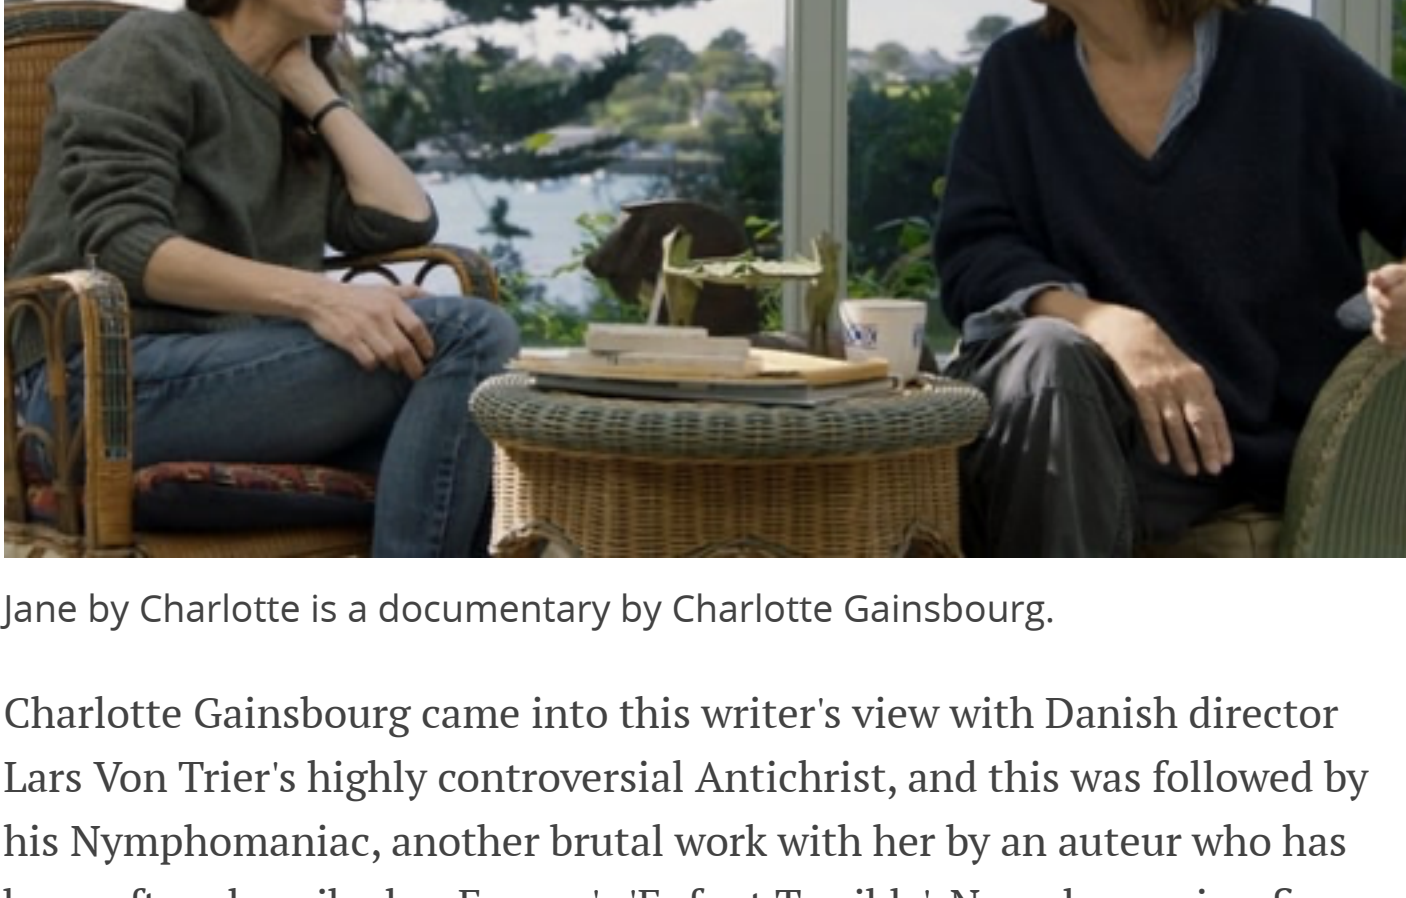 Jane by Charlotte is a documentary by Charlotte Gainsbourg.
Charlotte Gainsbourg came into this writer's view with Danish director
Lars Von Trier's highly controversial Antichrist, and this was followed by
his Nymphomaniac, another brutal work with her by an auteur who has